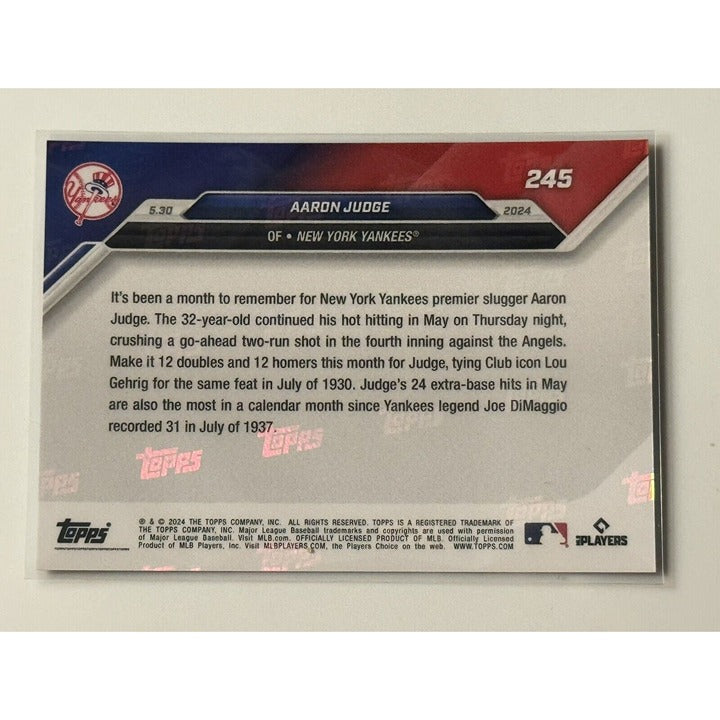 Yankees
245
AARON JUDGE
5.30
2024
OF • NEW YORK YANKEES®
It's been a month to remember for New York Yankees premier slugger Aaron
Judge. The 32-year-old continued his hot hitting in May on Thursday night,
crushing a go-ahead two-run shot in the fourth inning against the Angels.
Make it 12 doubles and 12 homers this month for Judge, tying Club icon Lou
Gehrig for the same feat in July of 1930. Judge's 24 extra-base hits in May
are also the most in a calendar month since Yankees legend Joe DiMaggio
recorded 31 in July of 1937.
topps topps
topps
® & © 2024 THE TOPPS COMPANY, INC. ALL RIGHTS RESERVED. TOPPS IS A REGISTERED TRADEMARK OF
THE TOPPS COMPANY, INC. Major League Baseball trademarks and copyrights are used with permission
of Major League Baseball. Visit MLB.com. OFFICIALLY LICENSED PRODUCT OF MLB. Officially Licensed
Product of MLB Players, Inc. Visit MLBPLAYERS.COM, the Players Choice on the web. WWW.TOPPS.COM
PLAYERS